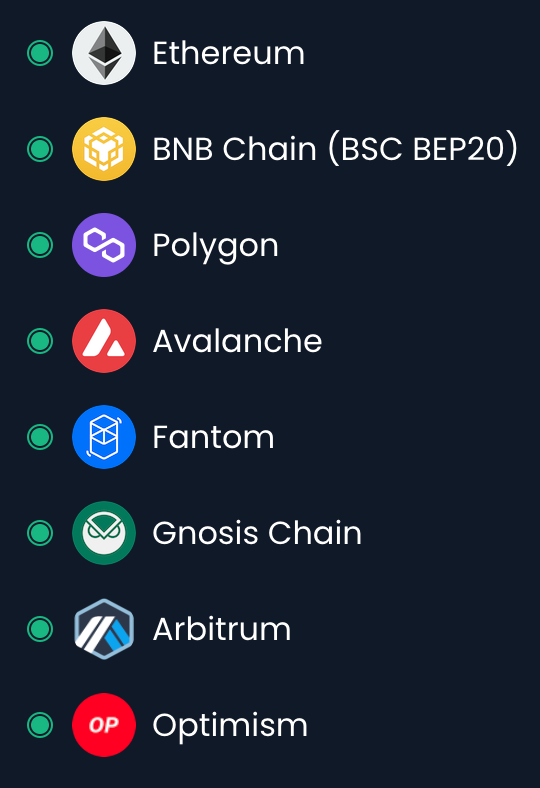 Ethereum
BNB Chain (BSC BEP20)
Polygon
Avalanche
Fantom
Gnosis Chain
Arbitrum
OP Optimism